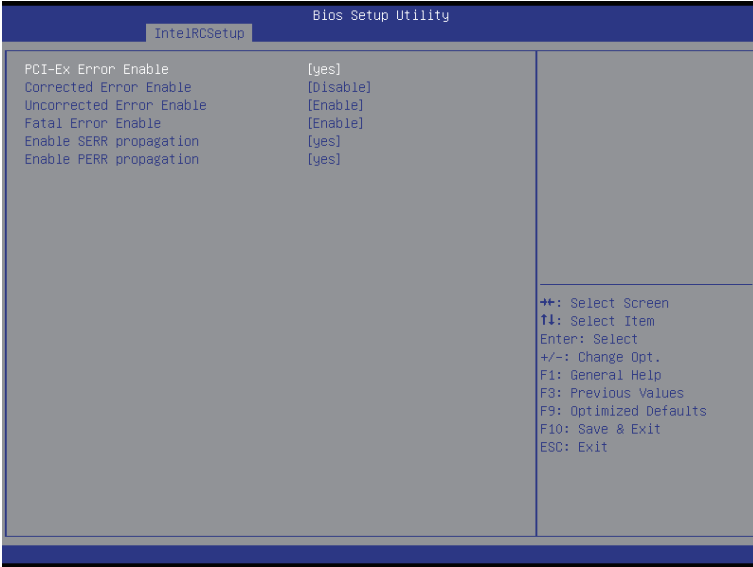 Bios Setup Utility
IntelRCSetup
PCI-Ex Error Enable [yes]
Corrected Error Enable [Disable]
Uncorrected Error Enable [Enable]
Fatal Error Enable [Enable]
Enable SERR propagation [yes]
Enable PERR propagation [yes]
→←: Select Screen
↑↓: Select Item
Enter: Select
+/-: Change Opt.
F1: General Help
F3: Previous Values
F9: Optimized Defaults
F10: Save & Exit
ESC: Exit